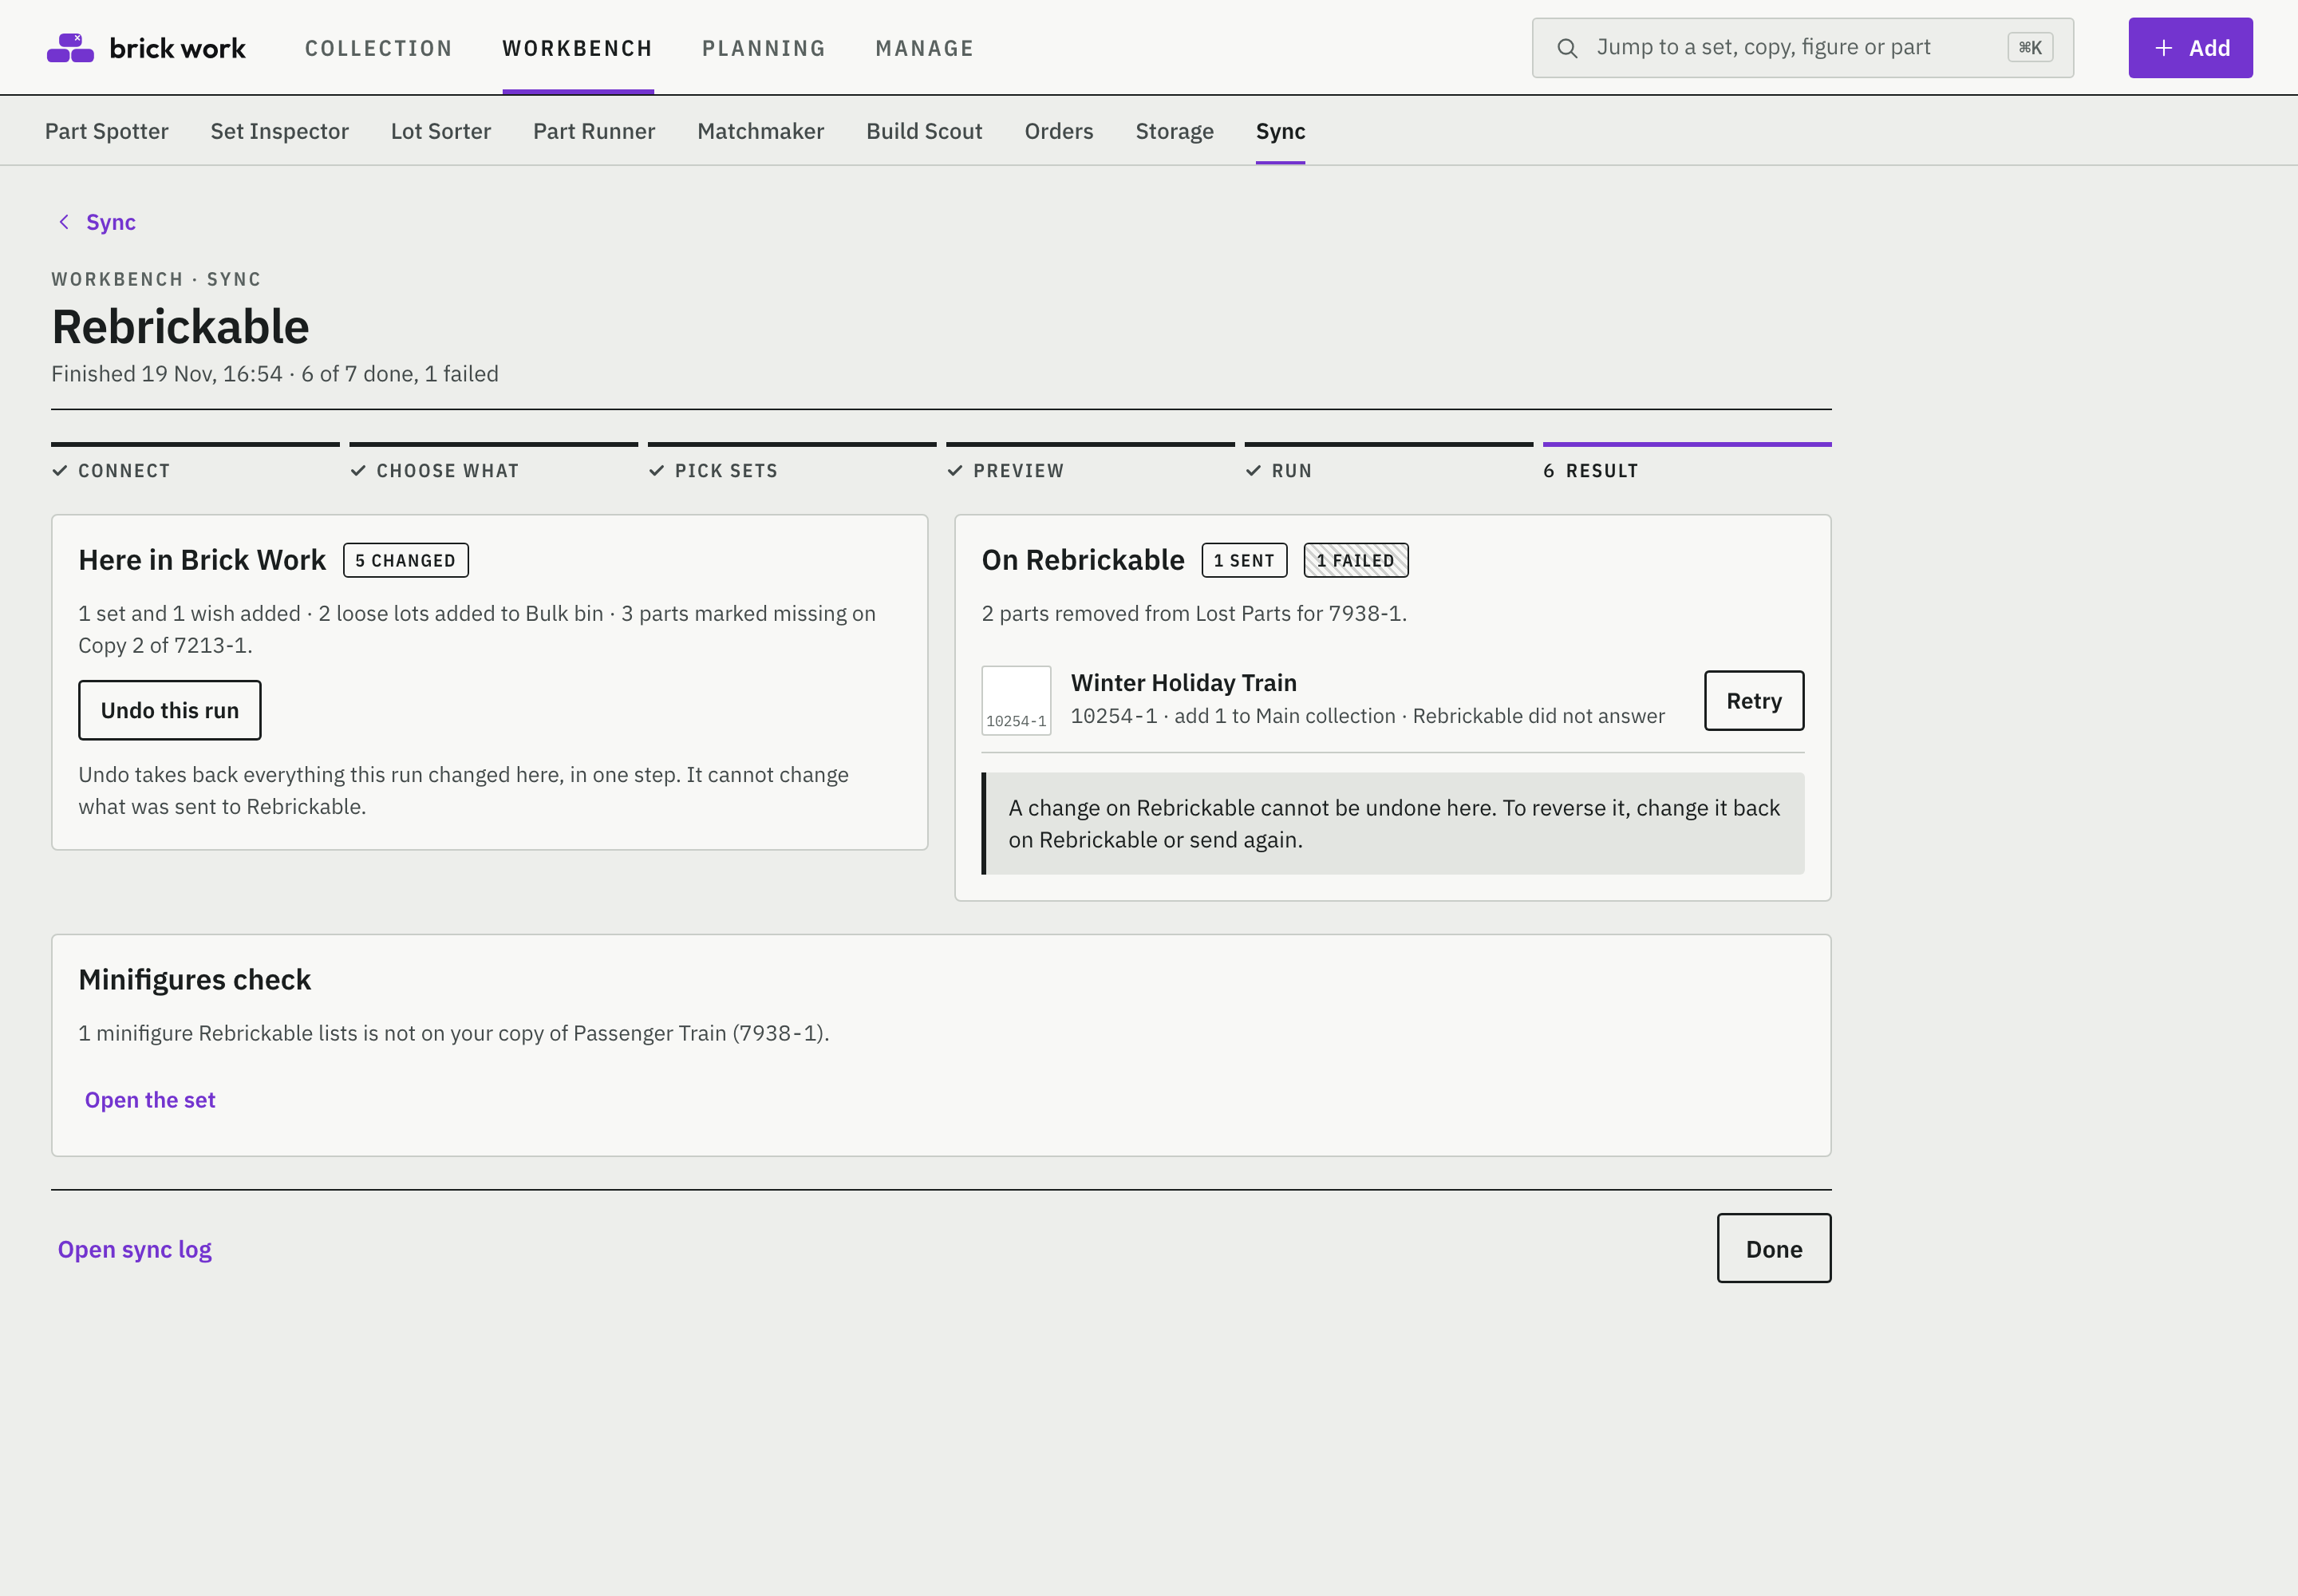 brick work
COLLECTION
WORKBENCH
PLANNING
MANAGE
Jump to a set, copy, figure or part
⌘K
+ Add
Part Spotter
Set Inspector
Lot Sorter
Part Runner
Matchmaker
Build Scout
Orders
Storage
Sync
Sync
WORKBENCH · SYNC
Rebrickable
Finished 19 Nov, 16:54 · 6 of 7 done, 1 failed
CONNECT
CHOOSE WHAT
PICK SETS
PREVIEW
RUN
6 RESULT
Here in Brick Work
5 CHANGED
1 set and 1 wish added · 2 loose lots added to Bulk bin · 3 parts marked missing on
Copy 2 of 7213-1.
Undo this run
Undo takes back everything this run changed here, in one step. It cannot change
what was sent to Rebrickable.
On Rebrickable
1 SENT
1 FAILED
2 parts removed from Lost Parts for 7938-1.
10254-1
Winter Holiday Train
10254-1 · add 1 to Main collection · Rebrickable did not answer
Retry
A change on Rebrickable cannot be undone here. To reverse it, change it back
on Rebrickable or send again.
Minifigures check
1 minifigure Rebrickable lists is not on your copy of Passenger Train (7938-1).
Open the set
Open sync log
Done